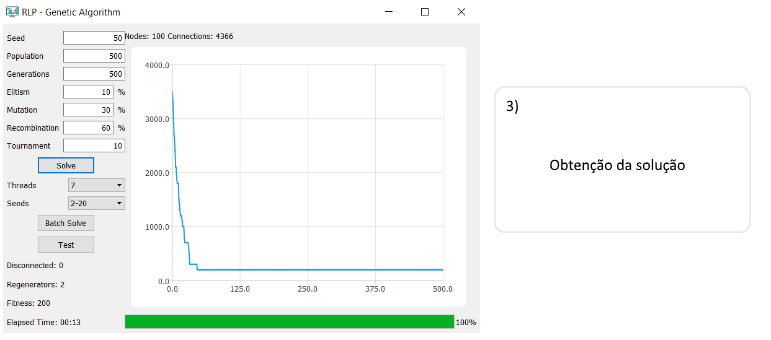 RLP - Genetic Algorithm
Seed 50
Nodes: 100 Connections: 4366
Population 500
Generations 500
Elitism 10 %
Mutation 30 %
Recombination 60 %
Tournament 10
Solve
Threads 7
Seeds 2-20
Batch Solve
Test
Disconnected: 0
Regenerators: 2
Fitness: 200
Elapsed Time: 00:13
4000.0
3000.0
2000.0
1000.0
0.0
0.0 125.0 250.0 375.0 500.0
100%
3)
Obtenção da solução